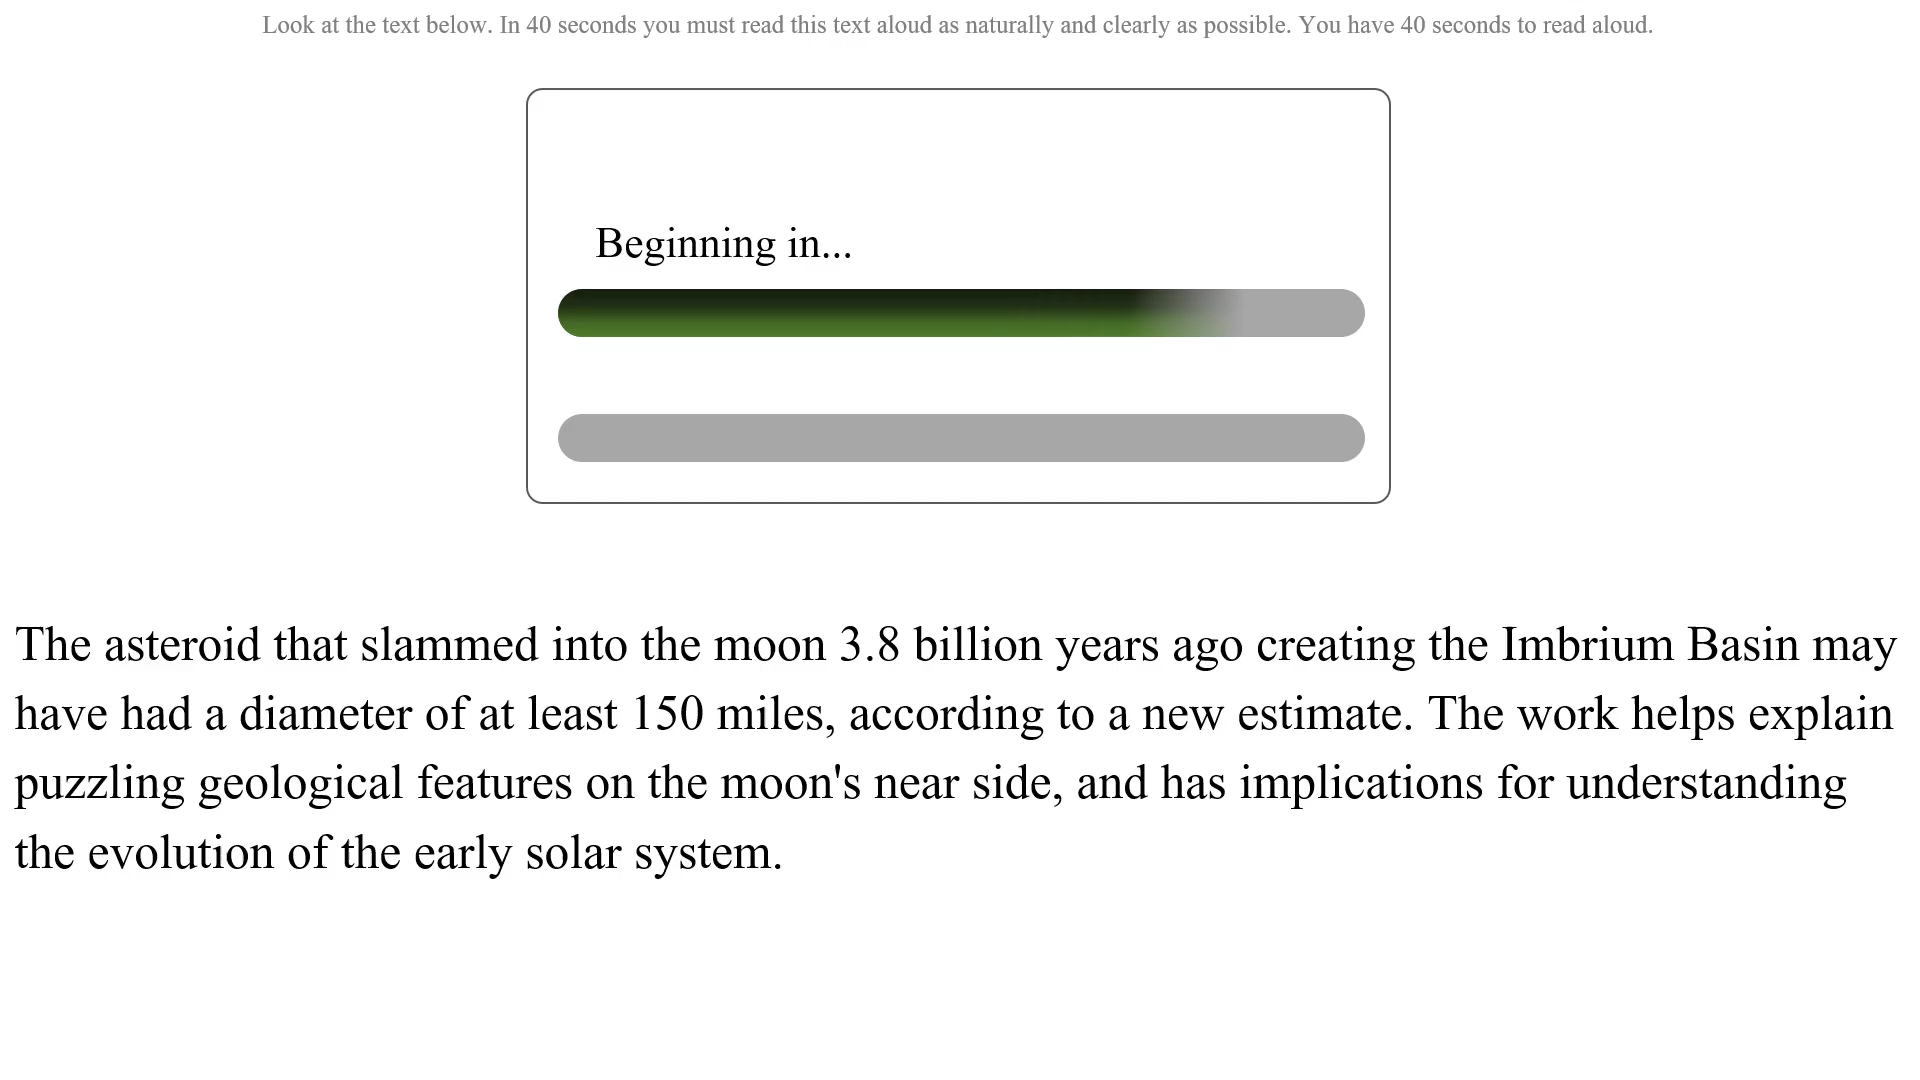 Look at the text below. In 40 seconds you must read this text aloud as naturally and clearly as possible. You have 40 seconds to read aloud.
Beginning in...
The asteroid that slammed into the moon 3.8 billion years ago creating the Imbrium Basin may
have had a diameter of at least 150 miles, according to a new estimate. The work helps explain
puzzling geological features on the moon's near side, and has implications for understanding
the evolution of the early solar system.